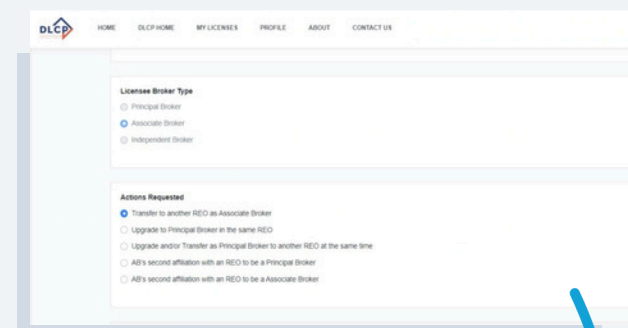 DLCP
HOME DLCP HOME MY LICENSES PROFILE ABOUT CONTACT US
Licensee Broker Type
Principal Broker
Associate Broker
Independent Broker
Actions Requested
Transfer to another REO as Associate Broker
Upgrade to Principal Broker in the same REO
Upgrade and/or Transfer as Principal Broker to another REO at the same time
AB's second affiliation with an REO to be a Principal Broker
AB's second affiliation with an REO to be a Associate Broker